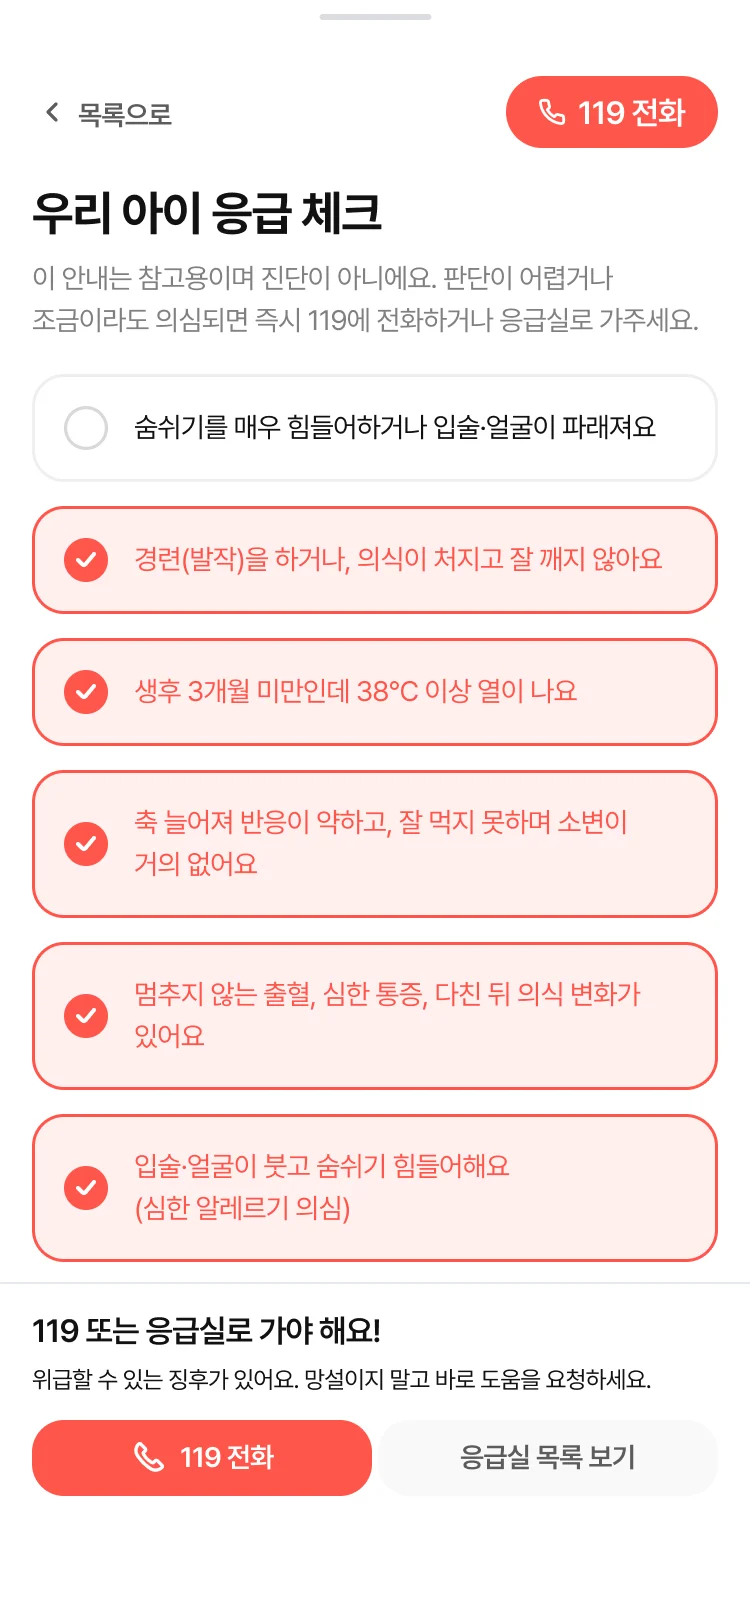 목록으로
119 전화
우리 아이 응급 체크
이 안내는 참고용이며 진단이 아니에요. 판단이 어렵거나
조금이라도 의심되면 즉시 119에 전화하거나 응급실로 가주세요.
숨쉬기를 매우 힘들어하거나 입술·얼굴이 파래져요
경련(발작)을 하거나, 의식이 처지고 잘 깨지 않아요
생후 3개월 미만인데 38°C 이상 열이 나요
축 늘어져 반응이 약하고, 잘 먹지 못하며 소변이
거의 없어요
멈추지 않는 출혈, 심한 통증, 다친 뒤 의식 변화가
있어요
입술·얼굴이 붓고 숨쉬기 힘들어해요
(심한 알레르기 의심)
119 또는 응급실로 가야 해요!
위급할 수 있는 징후가 있어요. 망설이지 말고 바로 도움을 요청하세요.
119 전화
응급실 목록 보기